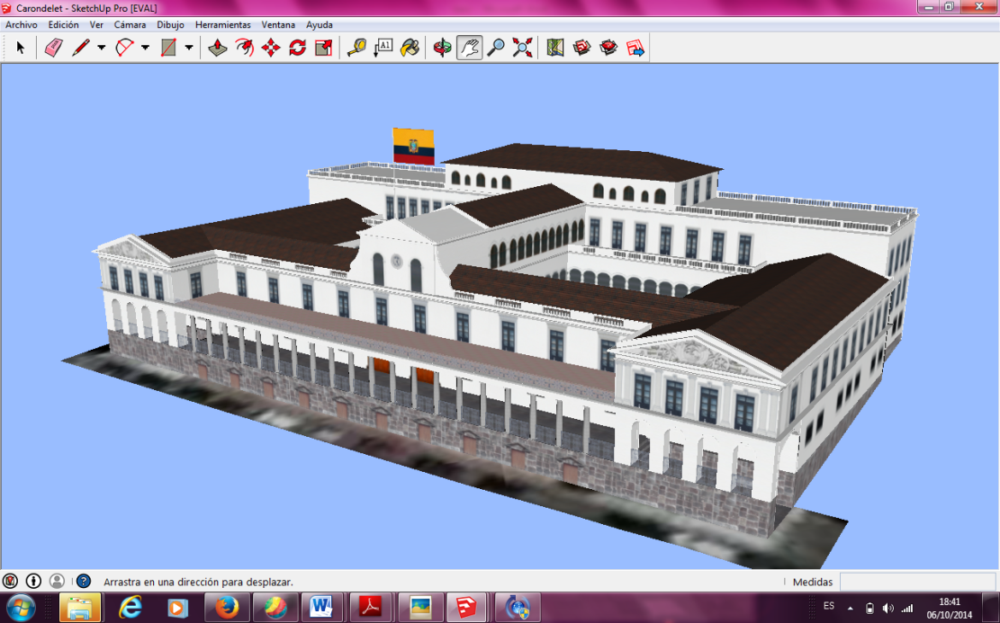 Carondelet - SketchUp Pro [EVAL]
Archivo Edición Ver Cámara Dibujo Herramientas Ventana Ayuda
A1
Arrastra en una dirección para desplazar.
Medidas
ES
18:41
06/10/2014